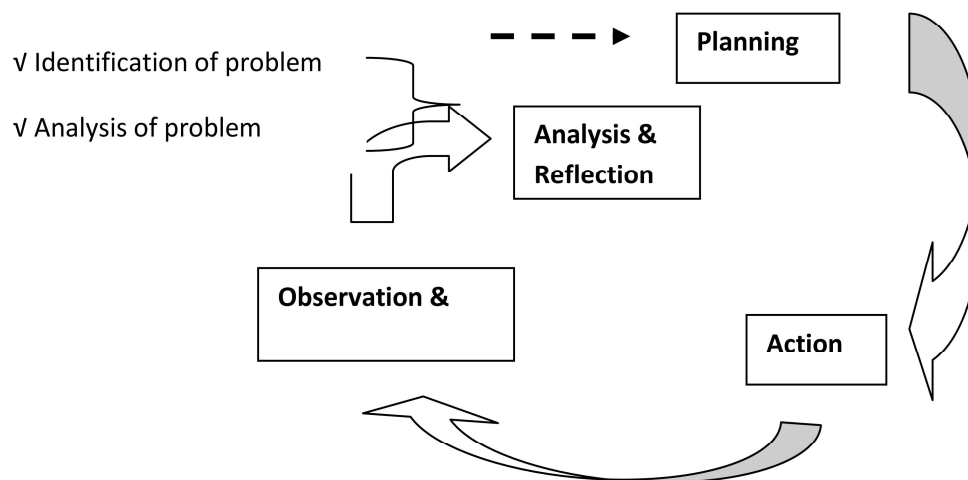 √ Identification of problem
√ Analysis of problem
Planning
Analysis &
Reflection
Observation &
Action